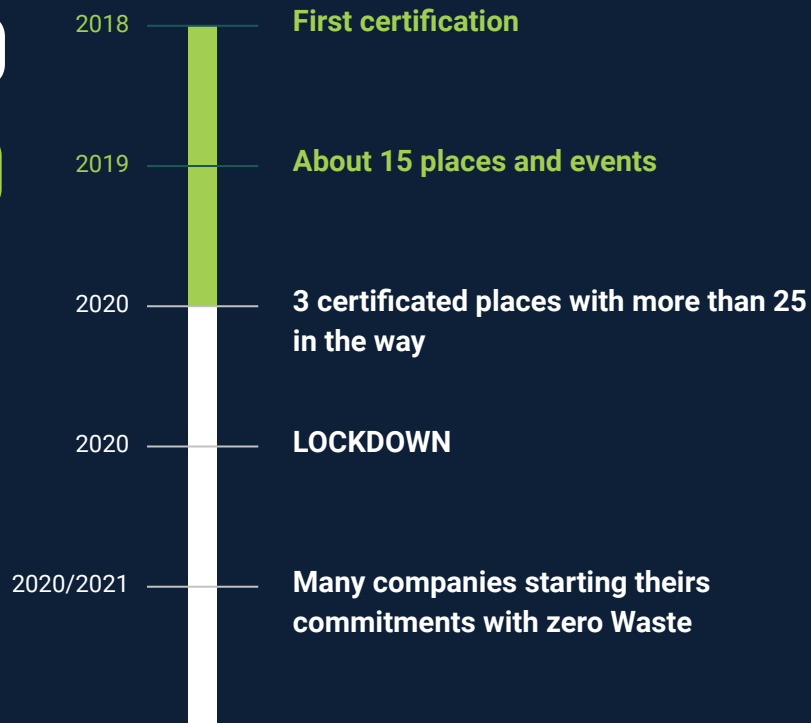 2018 First certification
2019 About 15 places and events
2020 3 certificated places with more than 25
in the way
2020 LOCKDOWN
2020/2021 Many companies starting theirs
commitments with zero Waste